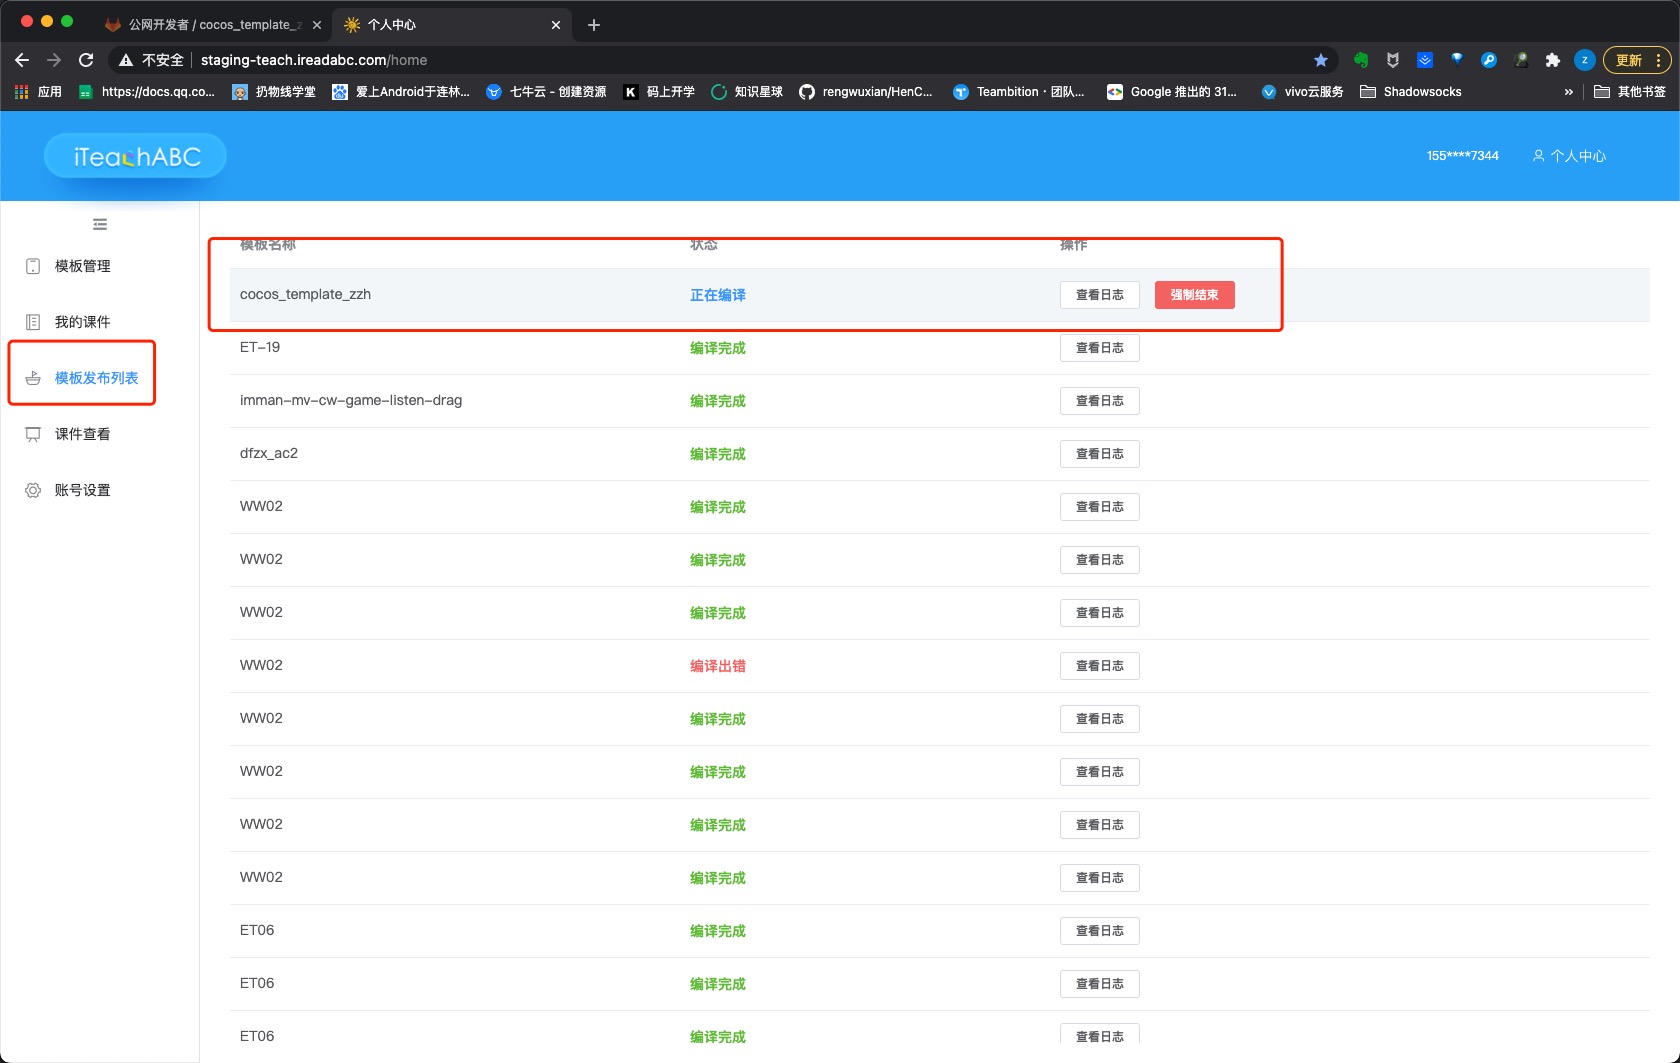 公网开发者 / cocos_template_z
个人中心
不安全
staging-teach.ireadabc.com/home
z
更新
应用
https://docs.qq.co...
扔物线学堂
爱上Android于连林...
七牛云 - 创建资源
K
码上开学
知识星球
rengwuxian/HenC...
Teambition · 团队...
Google 推出的 31...
vivo云服务
Shadowsocks
»
其他书签
iTeachABC
155****7344
个人中心
模板管理
我的课件
模板发布列表
课件查看
账号设置
模板名称 状态 操作
cocos_template_zzh 正在编译 查看日志 强制结束
ET-19 编译完成 查看日志
imman-mv-cw-game-listen-drag 编译完成 查看日志
dfzx_ac2 编译完成 查看日志
WW02 编译完成 查看日志
WW02 编译完成 查看日志
WW02 编译完成 查看日志
WW02 编译出错 查看日志
WW02 编译完成 查看日志
WW02 编译完成 查看日志
WW02 编译完成 查看日志
WW02 编译完成 查看日志
ET06 编译完成 查看日志
ET06 编译完成 查看日志
ET06 编译完成 查看日志